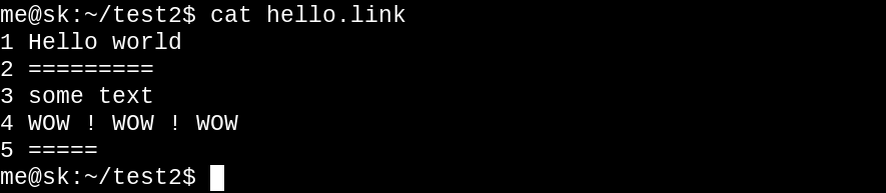 me@sk:~/test2$ cat hello.link
1 Hello world
2 =========
3 some text
4 WOW ! WOW ! WOW
5 =====
me@sk:~/test2$